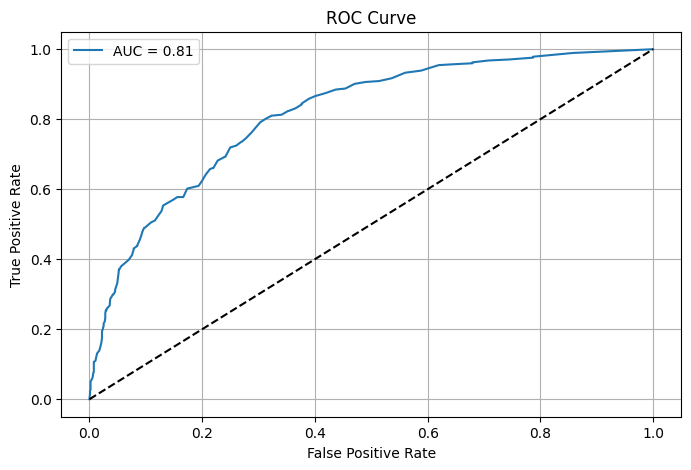 ROC Curve
AUC = 0.81
True Positive Rate
1.0
0.8
0.6
0.4
0.2
0.0
0.0 0.2 0.4 0.6 0.8 1.0
False Positive Rate